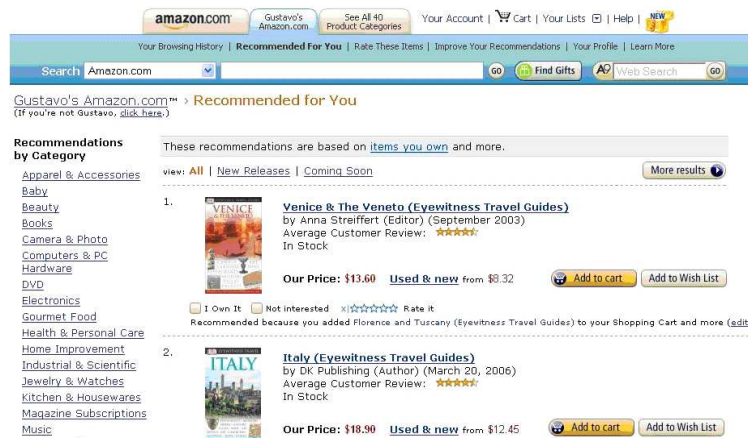 amazon.com
Gustavo's Amazon.com
See All 40 Product Categories
Your Account | Cart | Your Lists | Help |
NEW
Your Browsing History | Recommended For You | Rate These Items | Improve Your Recommendations | Your Profile | Learn More
Search Amazon.com GO Find Gifts A9 Web Search GO
Gustavo's Amazon.com™ > Recommended for You
(If you're not Gustavo, click here.)
Recommendations
by Category
Apparel & Accessories
Baby
Beauty
Books
Camera & Photo
Computers & PC
Hardware
DVD
Electronics
Gourmet Food
Health & Personal Care
Home Improvement
Industrial & Scientific
Jewelry & Watches
Kitchen & Housewares
Magazine Subscriptions
Music
These recommendations are based on items you own and more.
view: All | New Releases | Coming Soon
More results
1.
VENICE
& THE VENETO
Venice & The Veneto (Eyewitness Travel Guides)
by Anna Streiffert (Editor) (September 2003)
Average Customer Review:
In Stock
Our Price: $13.60 Used & new from $8.32 Add to cart Add to Wish List
I Own It Not interested x| Rate it
Recommended because you added Florence and Tuscany (Eyewitness Travel Guides) to your Shopping Cart and more (edit
2.
ITALY
Italy (Eyewitness Travel Guides)
by DK Publishing (Author) (March 20, 2006)
Average Customer Review:
In Stock
Our Price: $18.90 Used & new from $12.45 Add to cart Add to Wish List